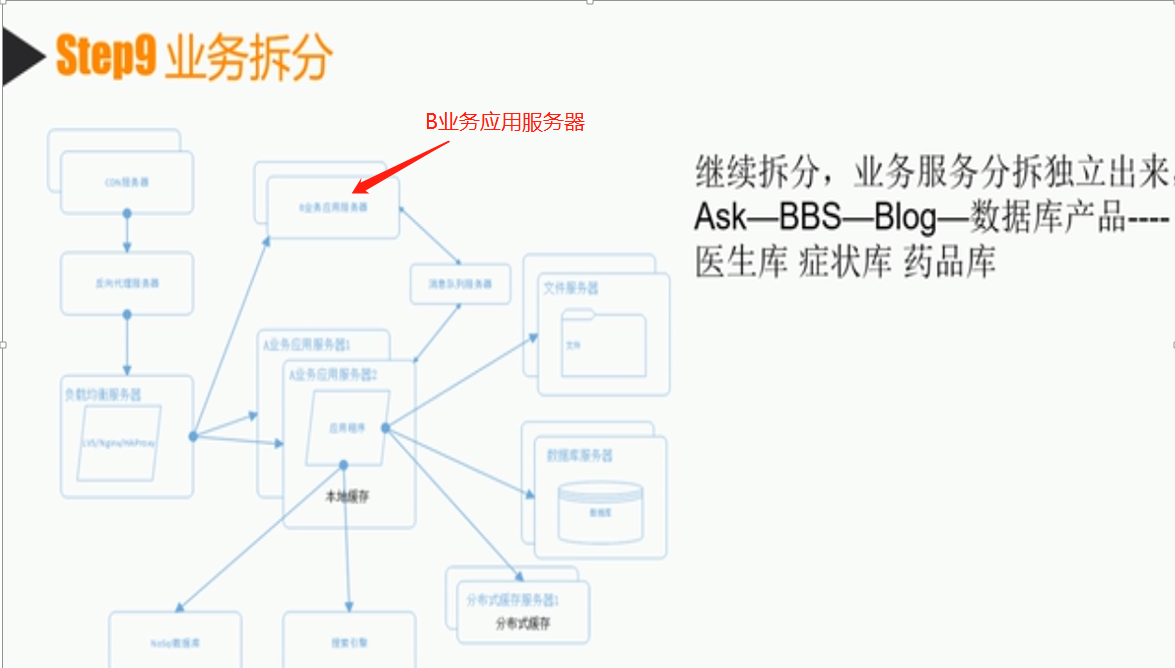 Step9 业务拆分
B业务应用服务器
继续拆分，业务服务分拆独立出来，
Ask—BBS—Blog—数据库产品----
医生库 症状库 药品库
CDN服务器
B业务应用服务器
反向代理服务器
消息队列服务器
文件服务器
文件
A业务应用服务器1
A业务应用服务器2
负载均衡服务器
LVS/Nginx/HAProxy
应用程序
本地缓存
数据库服务器
数据库
分布式缓存服务器1
分布式缓存
NoSql数据库
搜索引擎